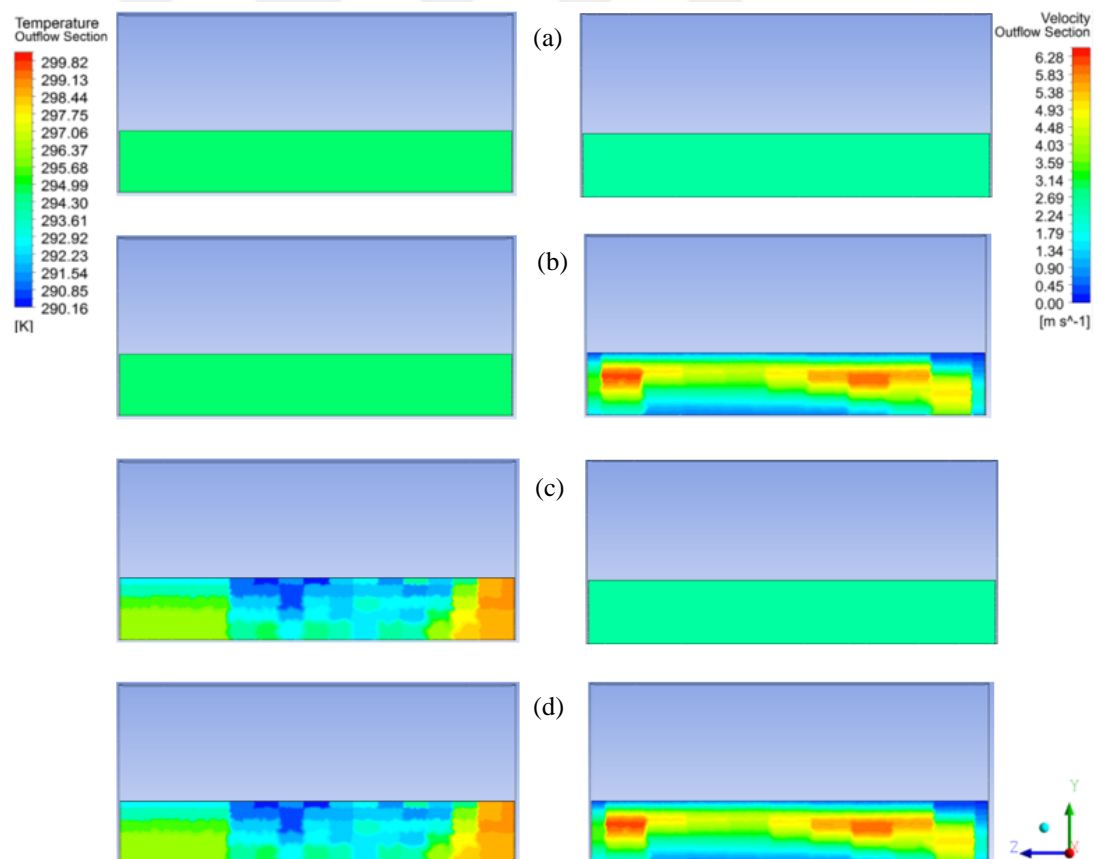 Temperature
Outflow Section
299.82
299.13
298.44
297.75
297.06
296.37
295.68
294.99
294.30
293.61
292.92
292.23
291.54
290.85
290.16
[K]
(a)
(b)
(c)
(d)
Velocity
Outflow Section
6.28
5.83
5.38
4.93
4.48
4.03
3.59
3.14
2.69
2.24
1.79
1.34
0.90
0.45
0.00
[m s^-1]
Y
Z
X